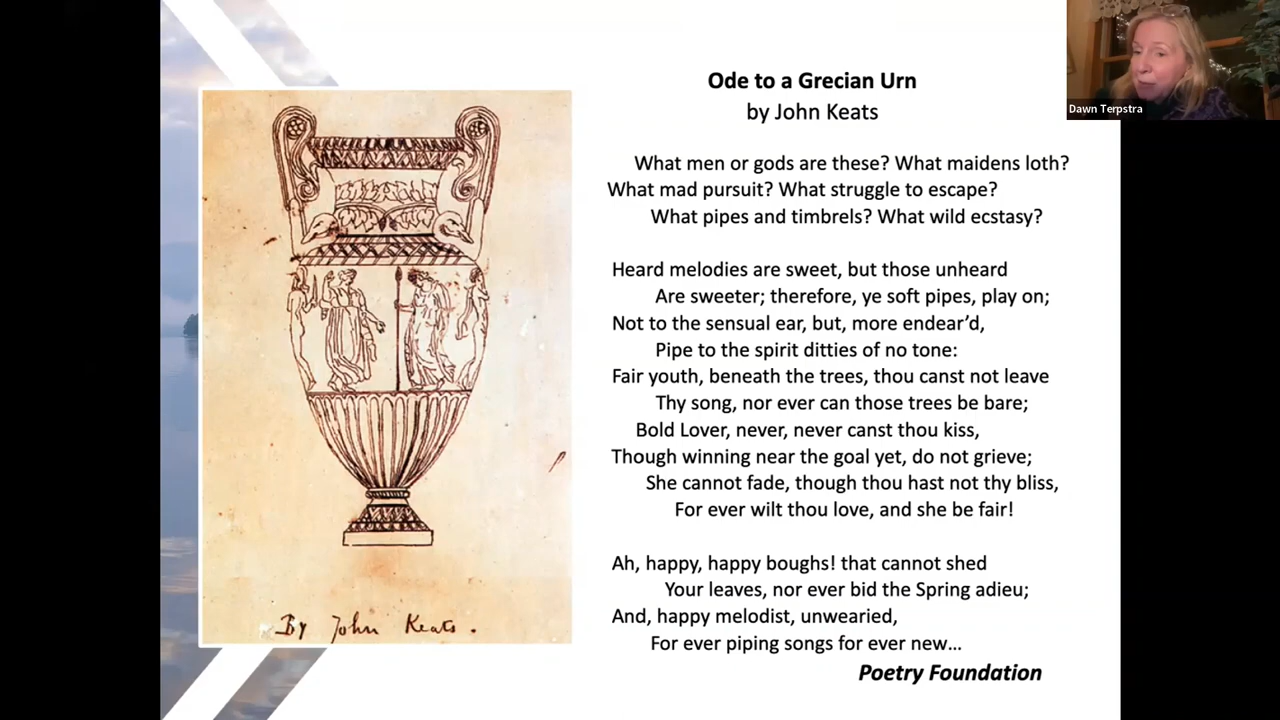 Ode to a Grecian Urn
by John Keats
What men or gods are these? What maidens loth?
What mad pursuit? What struggle to escape?
What pipes and timbrels? What wild ecstasy?
Heard melodies are sweet, but those unheard
Are sweeter; therefore, ye soft pipes, play on;
Not to the sensual ear, but, more endear’d,
Pipe to the spirit ditties of no tone:
Fair youth, beneath the trees, thou canst not leave
Thy song, nor ever can those trees be bare;
Bold Lover, never, never canst thou kiss,
Though winning near the goal yet, do not grieve;
She cannot fade, though thou hast not thy bliss,
For ever wilt thou love, and she be fair!
Ah, happy, happy boughs! that cannot shed
Your leaves, nor ever bid the Spring adieu;
And, happy melodist, unwearied,
For ever piping songs for ever new…
Poetry Foundation
By John Keats.
Dawn Terpstra